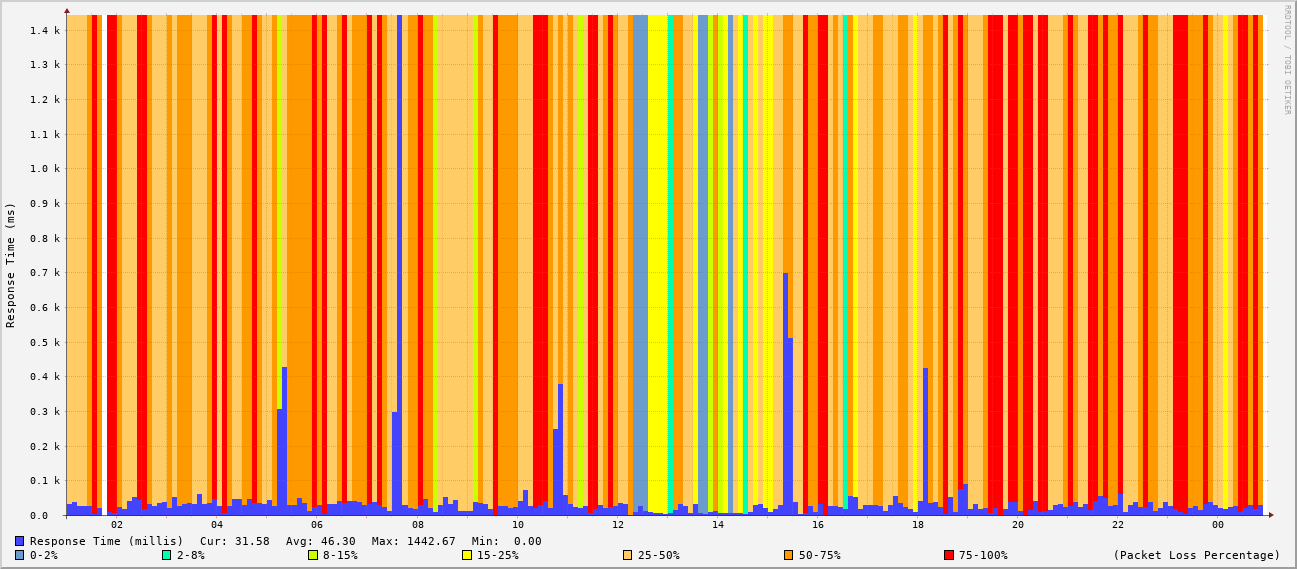 RRDTOOL / TOBI OETIKER
Response Time (ms)
1.4 k
1.3 k
1.2 k
1.1 k
1.0 k
0.9 k
0.8 k
0.7 k
0.6 k
0.5 k
0.4 k
0.3 k
0.2 k
0.1 k
0.0
02 04 06 08 10 12 14 16 18 20 22 00
Response Time (millis) Cur: 31.58 Avg: 46.30 Max: 1442.67 Min: 0.00
0-2% 2-8% 8-15% 15-25% 25-50% 50-75% 75-100% (Packet Loss Percentage)